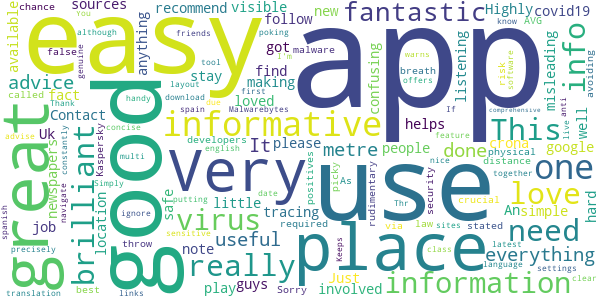 chance sources recommend visible fantastic Highly covid19
easy app
available although false friends I'm poking
You got follow new know AVG
anything malware
stay find tool called
advice making
fact loved
layout first genuine
Thank download handy spain Malwarebytes
confusing breath offers
listening warns risk software
If
misleading info
avoiding
great good informative
Contact concise developers english
It please metre helps
This
people done corona google well live anti
physical comprehensive feature
brilliant Uk newspapers advise constantly
Kaspersky multi
very use one
location tracing positives
picky As rudimentary security
nice distance together
love
An simple crucial need hard
virus little safe putting date
job Simply navigate
ignore required sensitive
via law sites stated
everything
really useful note place
Thr Just latest
throw play guys involved information
class language settings
spanish precisely translation best links
Sorry Keeps clear